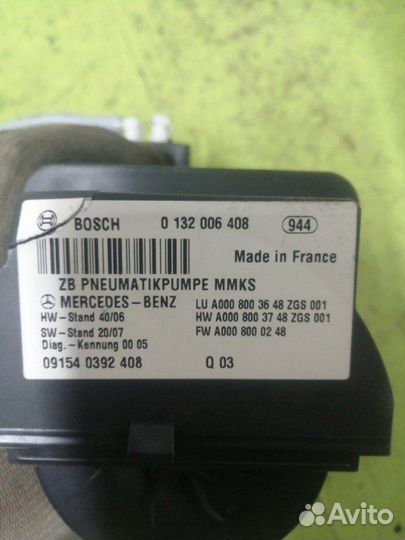 BOSCH 0 132 006 408 944
Made in France
ZB PNEUMATIKPUMPE MMKS
MERCEDES-BENZ LU A000 800 36 48 ZGS 001
HW-Stand 40/06 HW A000 800 37 48 ZGS 001
SW-Stand 20/07 FW A000 800 02 48
Diag.-Kennung 00 05
09154 0392 408 Q 03
Avito